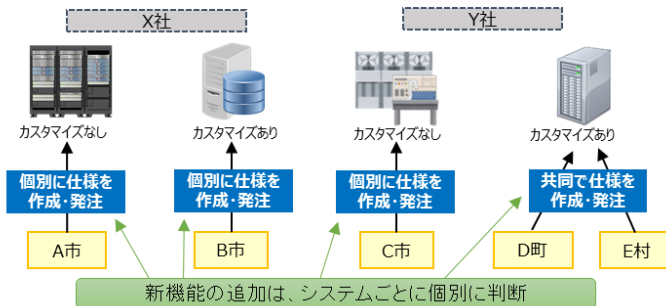 X社
Y社
カスタマイズなし
カスタマイズあり
カスタマイズなし
カスタマイズあり
個別に仕様を
作成・発注
個別に仕様を
作成・発注
個別に仕様を
作成・発注
共同で仕様を
作成・発注
A市
B市
C市
D町
E村
新機能の追加は、システムごとに個別に判断